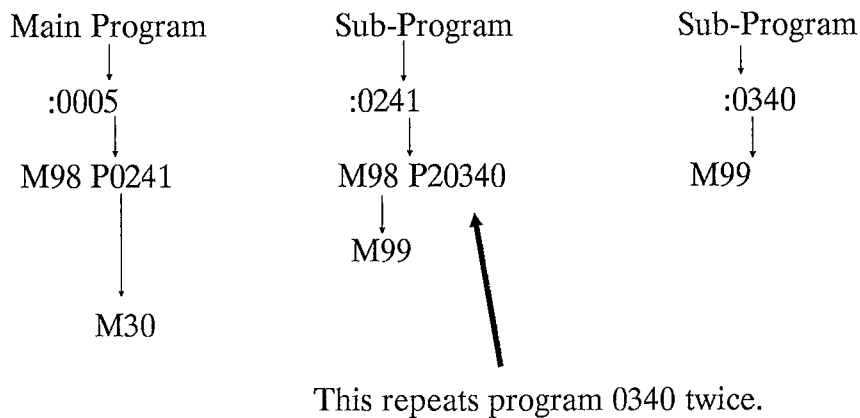 Main Program
:0005
M98 P0241
M30
Sub-Program
:0241
M98 P20340
M99
Sub-Program
:0340
M99
This repeats program 0340 twice.